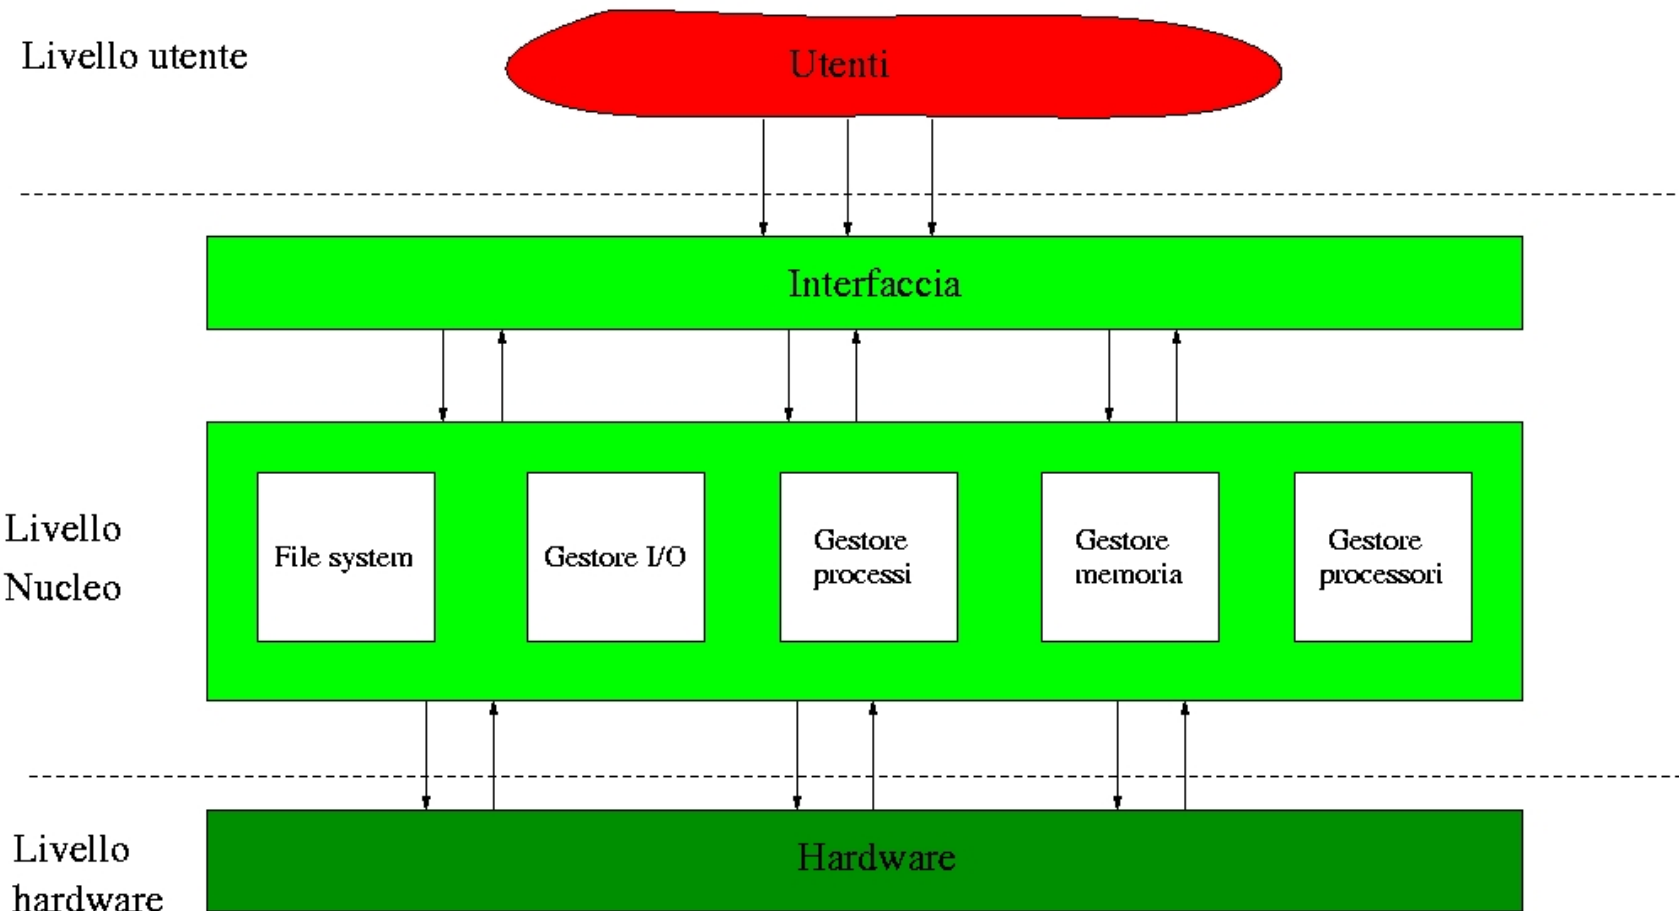 Livello utente
Utenti
Interfaccia
Livello
Nucleo
File system
Gestore I/O
Gestore
processi
Gestore
memoria
Gestore
processori
Livello
hardware
Hardware